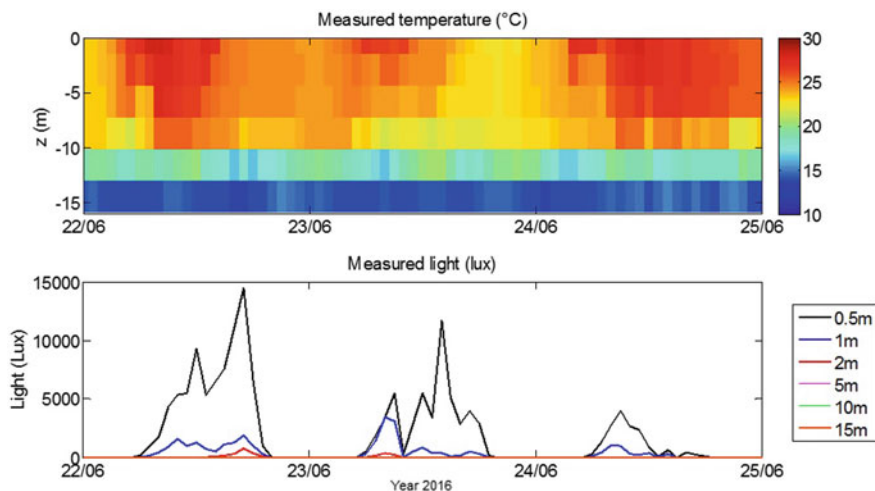 Measured temperature (°C)
0
-5
-10
-15
z (m)
22/06 23/06 24/06 25/06
30
25
20
15
10
Measured light (lux)
15000
10000
5000
0
Light (Lux)
22/06 23/06 24/06 25/06
Year 2016
0.5m
1m
2m
5m
10m
15m